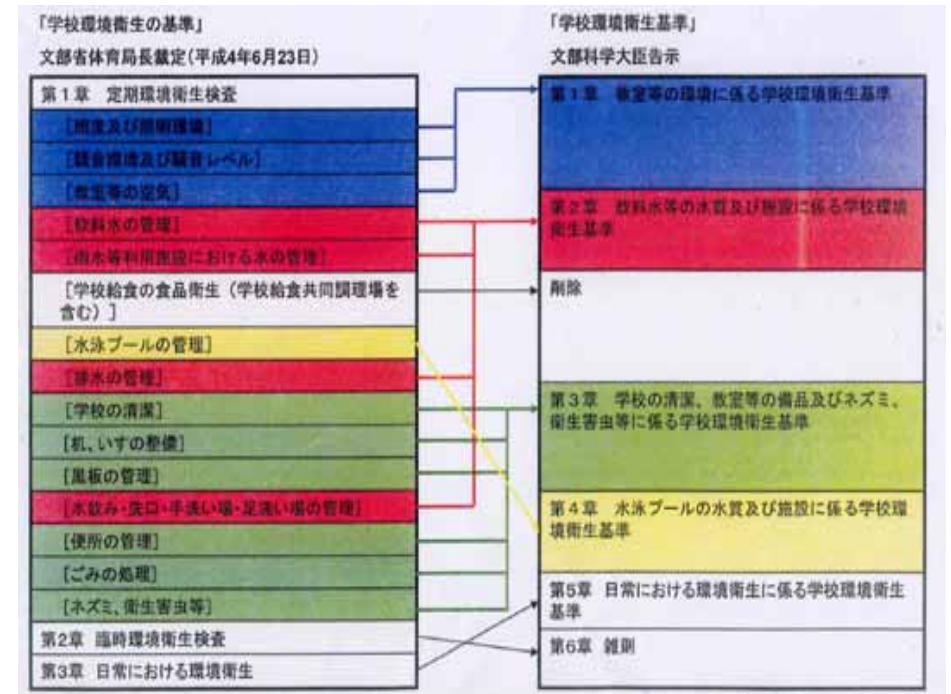 「学校環境衛生の基準」
文部省体育局長裁定(平成4年6月23日)
第1章 定期環境衛生検査
[照度及び照明環境]
[騒音環境及び騒音レベル]
[教室等の空気]
[飲料水の管理]
[雨水等利用施設における水の管理]
[学校給食の食品衛生(学校給食共同調理場を
含む)]
[水泳プールの管理]
[排水の管理]
[学校の清潔]
[机、いすの整備]
[黒板の管理]
[水飲み・洗口・手洗い場・足洗い場の管理]
[便所の管理]
[ごみの処理]
[ネズミ、衛生害虫等]
第2章 臨時環境衛生検査
第3章 日常における環境衛生
「学校環境衛生基準」
文部科学大臣告示
第1章 教室等の環境に係る学校環境衛生基準
第2章 飲料水等の水質及び施設に係る学校環境
衛生基準
削除
第3章 学校の清潔、教室等の備品及びネズミ、
衛生害虫等に係る学校環境衛生基準
第4章 水泳プールの水質及び施設に係る学校環
境衛生基準
第5章 日常における環境衛生に係る学校環境衛生
基準
第6章 雑則